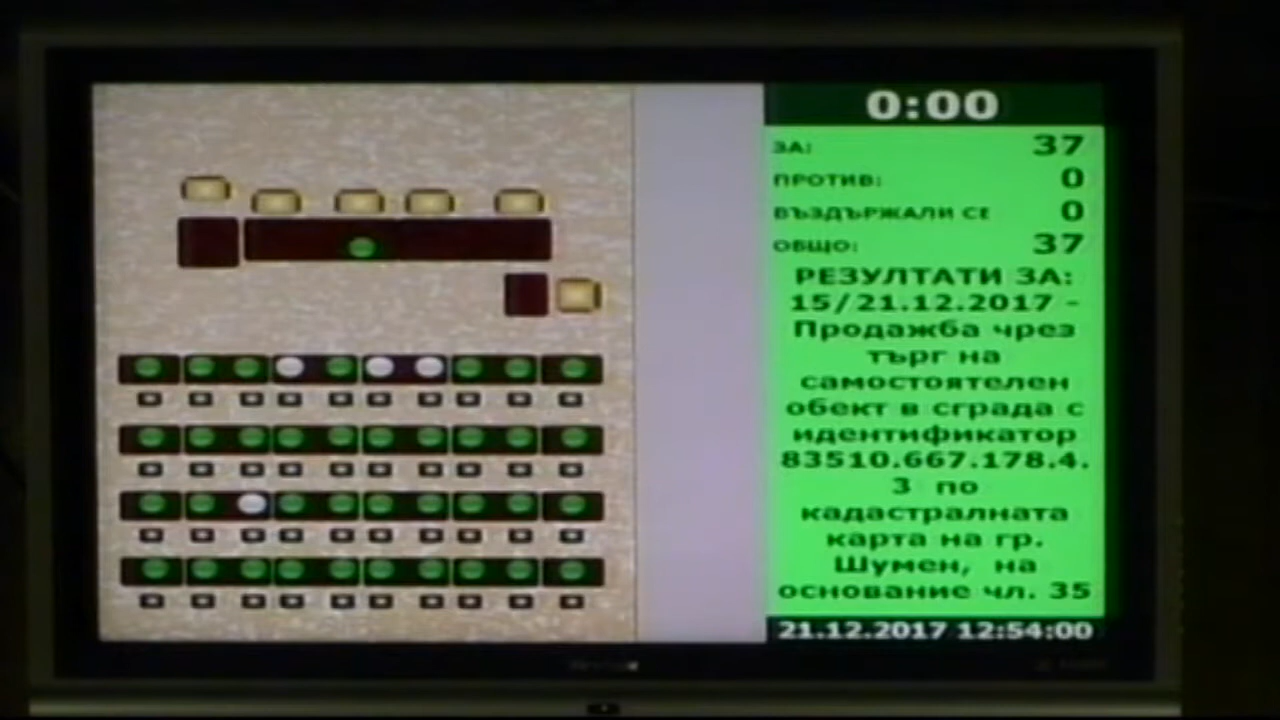 0:00
ЗА: 37
ПРОТИВ: 0
ВЪЗДЪРЖАЛИ СЕ 0
ОБЩО: 37
РЕЗУЛТАТИ ЗА:
15/21.12.2017 -
Продажба чрез
търг на
самостоятелен
обект в сграда с
идентификатор
83510.667.178.4.
3 по
кадастралната
карта на гр.
Шумен, на
основание чл. 35
21.12.2017 12:54:00